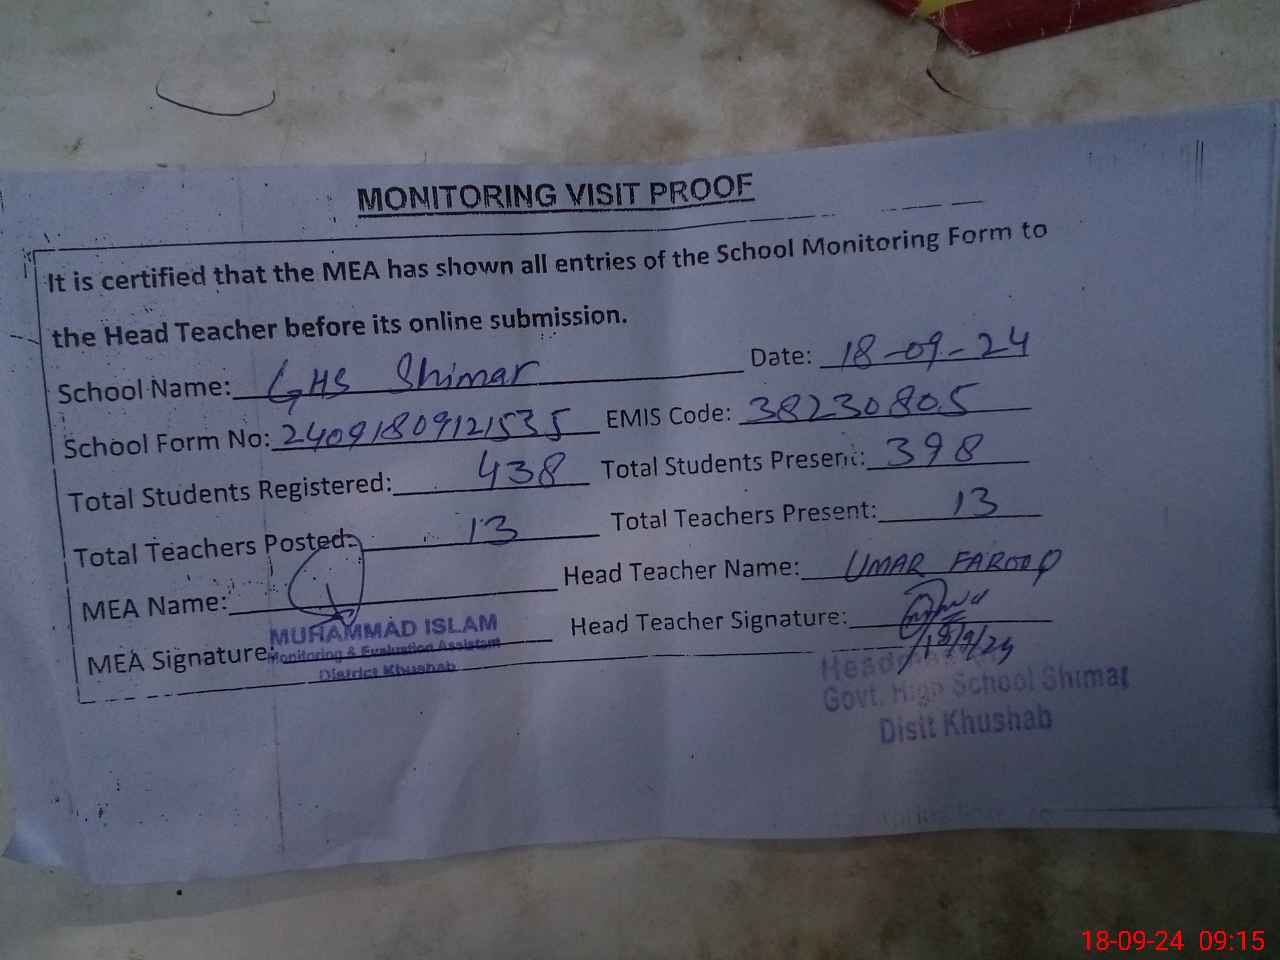 MONITORING VISIT PROOF
It is certified that the MEA has shown all entries of the School Monitoring Form to
the Head Teacher before its online submission.
School Name: GHS Shimar Date: 18-09-24
School Form No: 24091809121535 EMIS Code: 38230805
Total Students Registered: 438 Total Students Present: 398
Total Teachers Posted: 13 Total Teachers Present: 13
MEA Name: Head Teacher Name: UMAR FAROOQ
MEA Signature: Head Teacher Signature:
18/9/24
MUHAMMAD ISLAM
Monitoring & Evaluation Assistant
District Khushab
Govt. High School Shimar
Disit Khushab
18-09-24 09:15